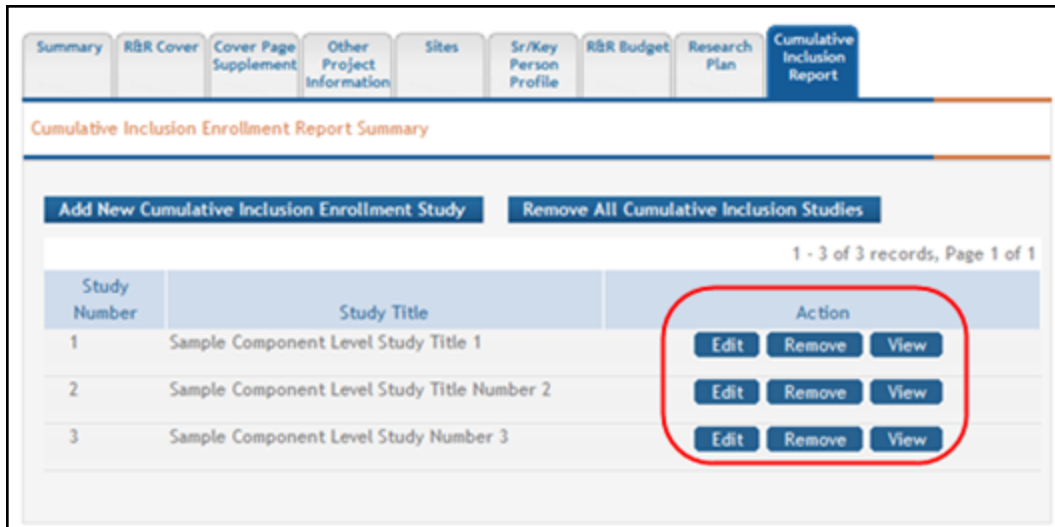 Summary
R&R Cover
Cover Page
Supplement
Other
Project
Information
Sites
Sr/Key
Person
Profile
R&R Budget
Research
Plan
Cumulative
Inclusion
Report
Cumulative Inclusion Enrollment Report Summary
Add New Cumulative Inclusion Enrollment Study
Remove All Cumulative Inclusion Studies
1 - 3 of 3 records, Page 1 of 1
Study
Number
Study Title
Action
1 Sample Component Level Study Title 1 Edit Remove View
2 Sample Component Level Study Title Number 2 Edit Remove View
3 Sample Component Level Study Number 3 Edit Remove View